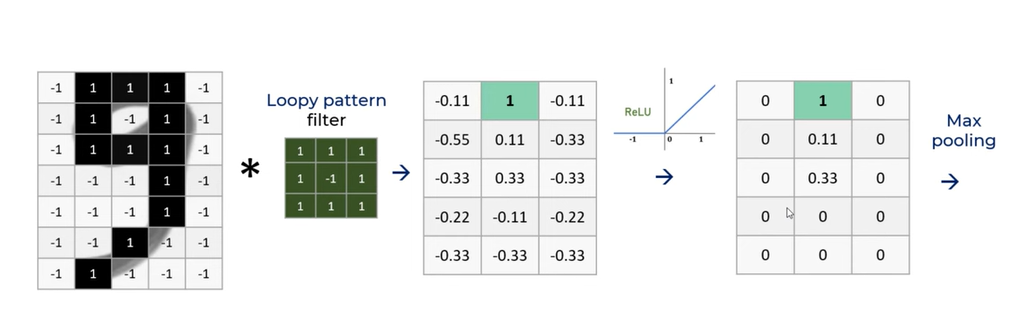 -1 1 1 1 -1
-1 1 -1 1 -1
-1 1 1 1 -1
-1 -1 -1 1 -1
-1 -1 -1 1 -1
-1 -1 1 -1 -1
-1 1 -1 -1 -1
*
Loopy pattern
filter
1 1 1
1 -1 1
1 1 1
-0.11 1 -0.11
-0.55 0.11 -0.33
-0.33 0.33 -0.33
-0.22 -0.11 -0.22
-0.33 -0.33 -0.33
1
ReLU
-1 0 1
0 1 0
0 0.11 0
0 0.33 0
0 0 0
0 0 0
Max
pooling